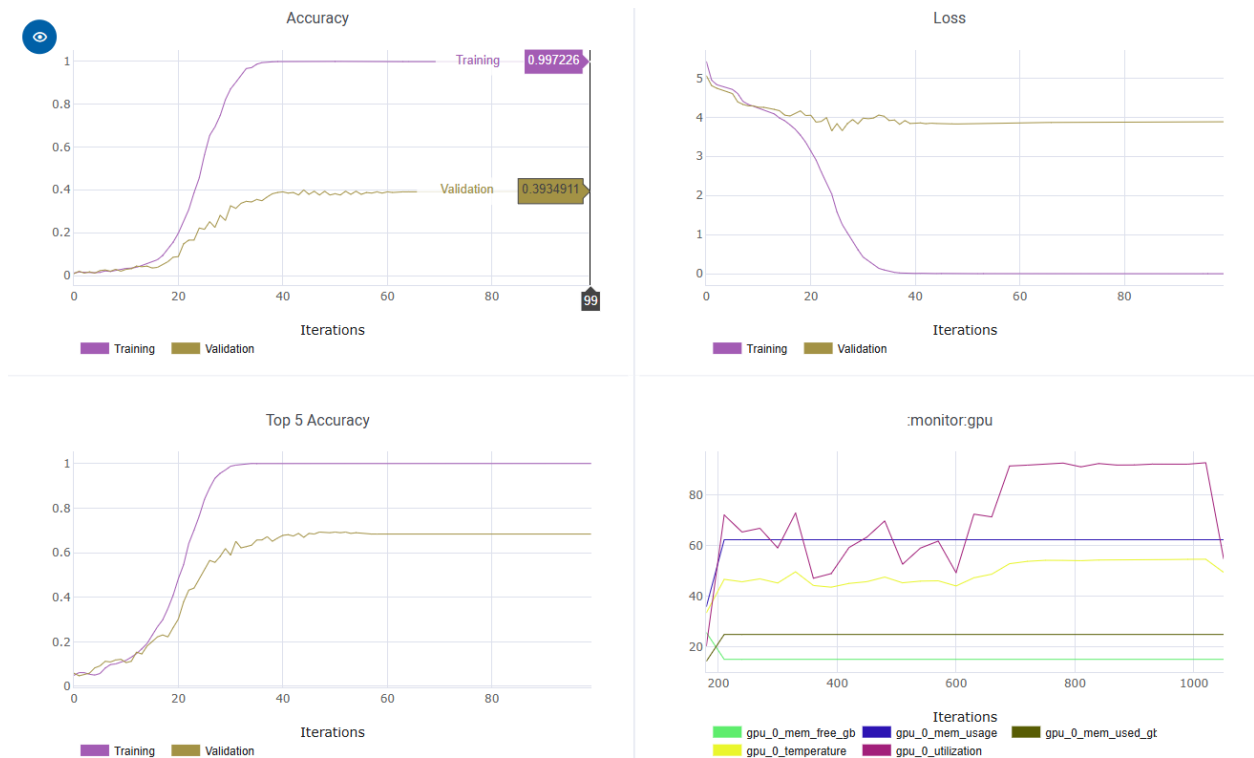 Accuracy
1
0.8
0.6
0.4
0.2
0
Training
0.997226
Validation
0.3934911
0
20
40
60
80
99
Iterations
Training
Validation
Loss
5
4
3
2
1
0
0
20
40
60
80
Iterations
Training
Validation
Top 5 Accuracy
1
0.8
0.6
0.4
0.2
0
0
20
40
60
80
Iterations
Training
Validation
:monitor:gpu
80
60
40
20
200
400
600
800
1000
Iterations
gpu_0_mem_free_gb
gpu_0_mem_usage
gpu_0_mem_used_gb
gpu_0_temperature
gpu_0_utilization